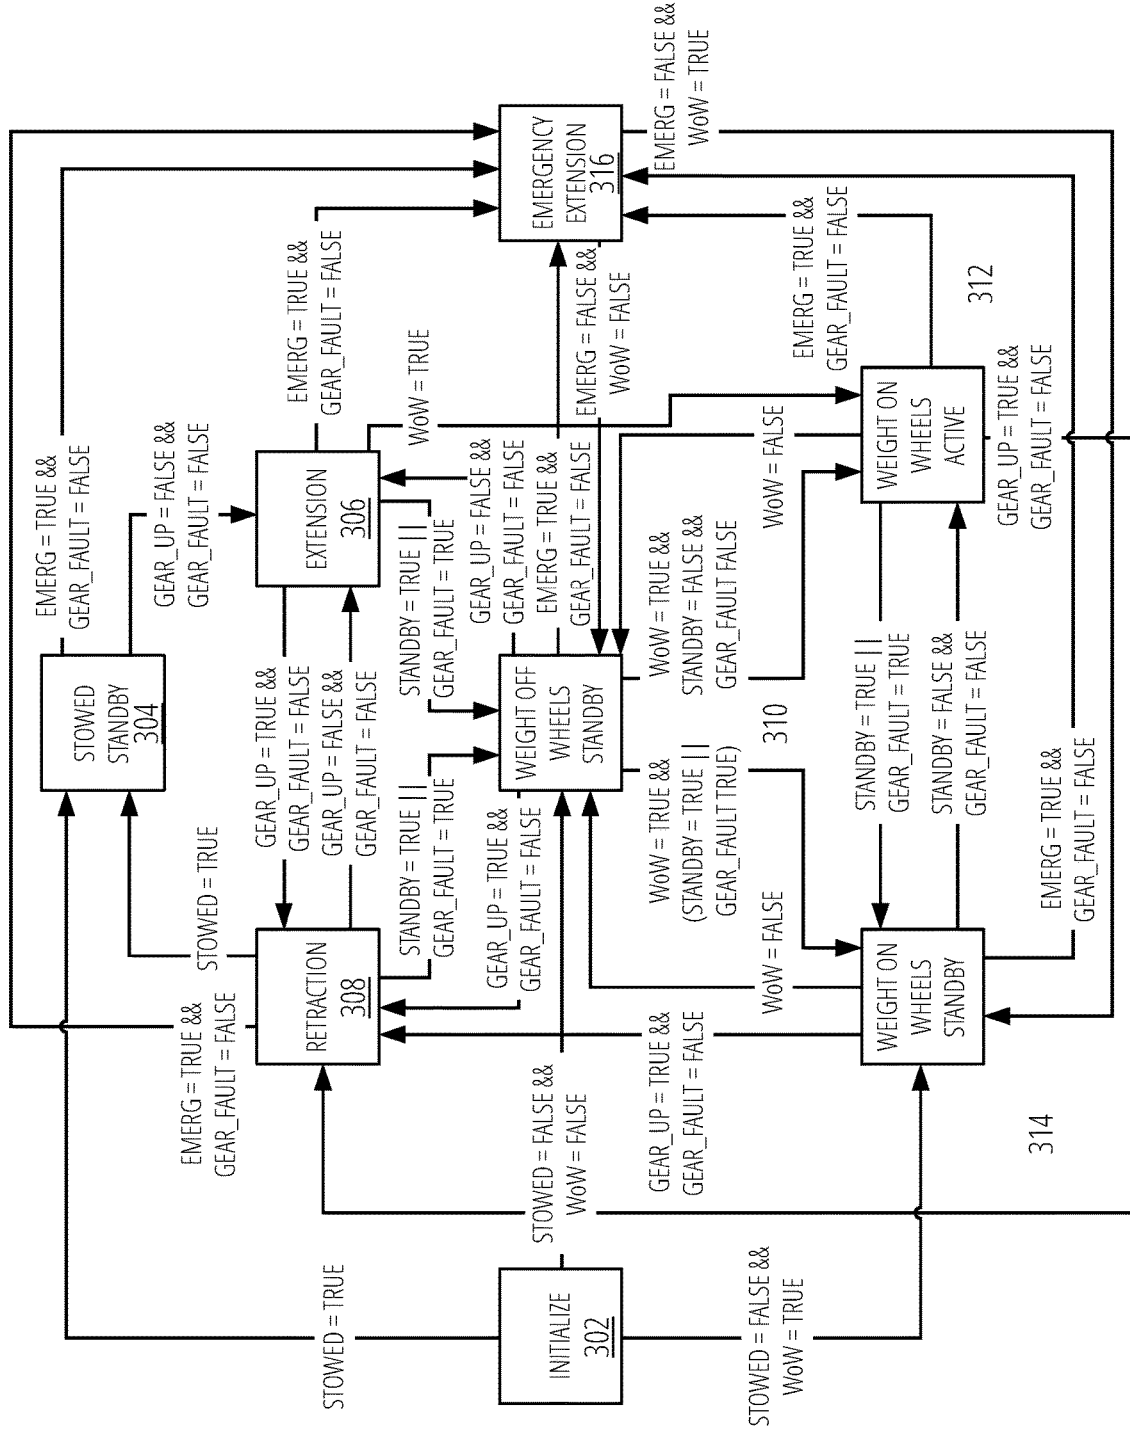 EMERG = TRUE &&
GEAR_FAULT = FALSE
STOWED
STANDBY
304
GEAR_UP = FALSE &&
GEAR_FAULT = FALSE
STOWED = TRUE
EMERG = TRUE &&
GEAR_FAULT = FALSE
STOWED = TRUE
GEAR_UP = TRUE &&
GEAR_FAULT = FALSE
GEAR_UP = FALSE &&
GEAR_FAULT = FALSE
EMERG = TRUE &&
GEAR_FAULT = FALSE
RETRACTION
308
EXTENSION
306
WoW = TRUE
STANDBY = TRUE ||
GEAR_FAULT = TRUE
STANDBY = TRUE ||
GEAR_FAULT = TRUE
GEAR_UP = FALSE &&
GEAR_FAULT = FALSE
GEAR_UP = TRUE &&
GEAR_FAULT = FALSE
EMERG = TRUE &&
GEAR_FAULT = FALSE
INITIALIZE
302
STOWED = FALSE &&
WoW = FALSE
WEIGHT OFF
WHEELS
STANDBY
310
EMERGENCY
EXTENSION
316
EMERG = FALSE &&
WoW = FALSE
EMERG = FALSE &&
WoW = TRUE
GEAR_UP = TRUE &&
GEAR_FAULT = FALSE
WoW = TRUE &&
(STANDBY = TRUE ||
GEAR_FAULT TRUE)
WoW = TRUE &&
STANDBY = FALSE &&
GEAR_FAULT FALSE
STOWED = FALSE &&
WoW = TRUE
WoW = FALSE
WoW = FALSE
EMERG = TRUE &&
GEAR_FAULT = FALSE
WEIGHT ON
WHEELS
STANDBY
314
STANDBY = TRUE ||
GEAR_FAULT = TRUE
STANDBY = FALSE &&
GEAR_FAULT = FALSE
WEIGHT ON
WHEELS
ACTIVE
312
GEAR_UP = TRUE &&
GEAR_FAULT = FALSE
EMERG = TRUE &&
GEAR_FAULT = FALSE